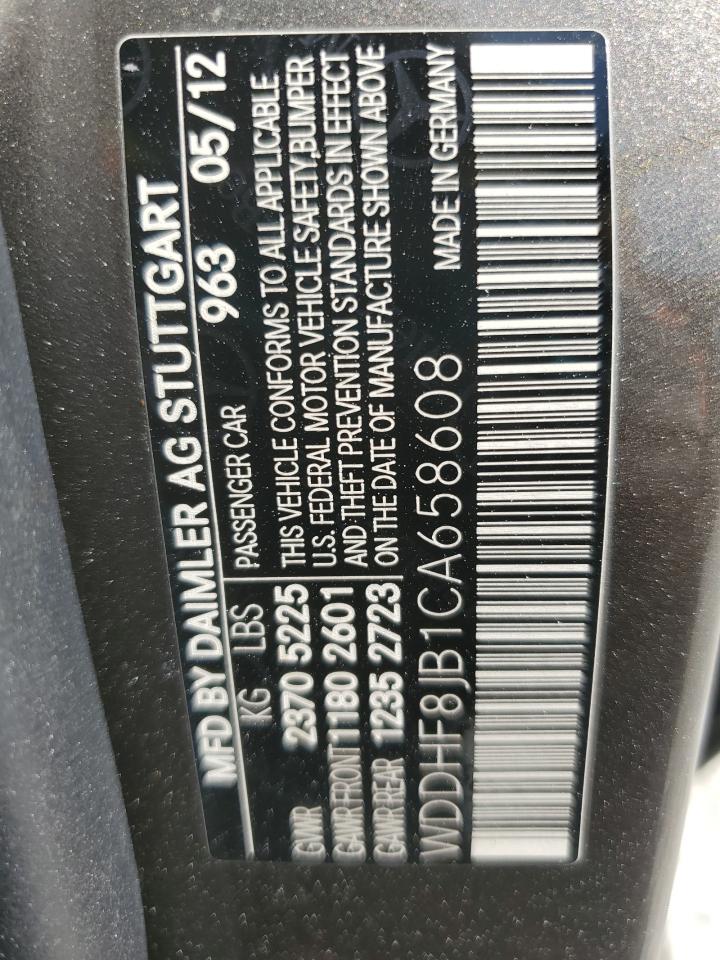 MFD BY DAIMLER AG STUTTGART
963 05/12
KG LBS PASSENGER CAR
GWR 2370 5225
GAWR FRONT 1180 2601
GAWR REAR 1235 2723
THIS VEHICLE CONFORMS TO ALL APPLICABLE
U.S. FEDERAL MOTOR VEHICLE SAFETY,BUMPER
AND THEFT PREVENTION STANDARDS IN EFFECT
ON THE DATE OF MANUFACTURE SHOWN ABOVE
WDDHF8JB1CA658608
MADE IN GERMANY